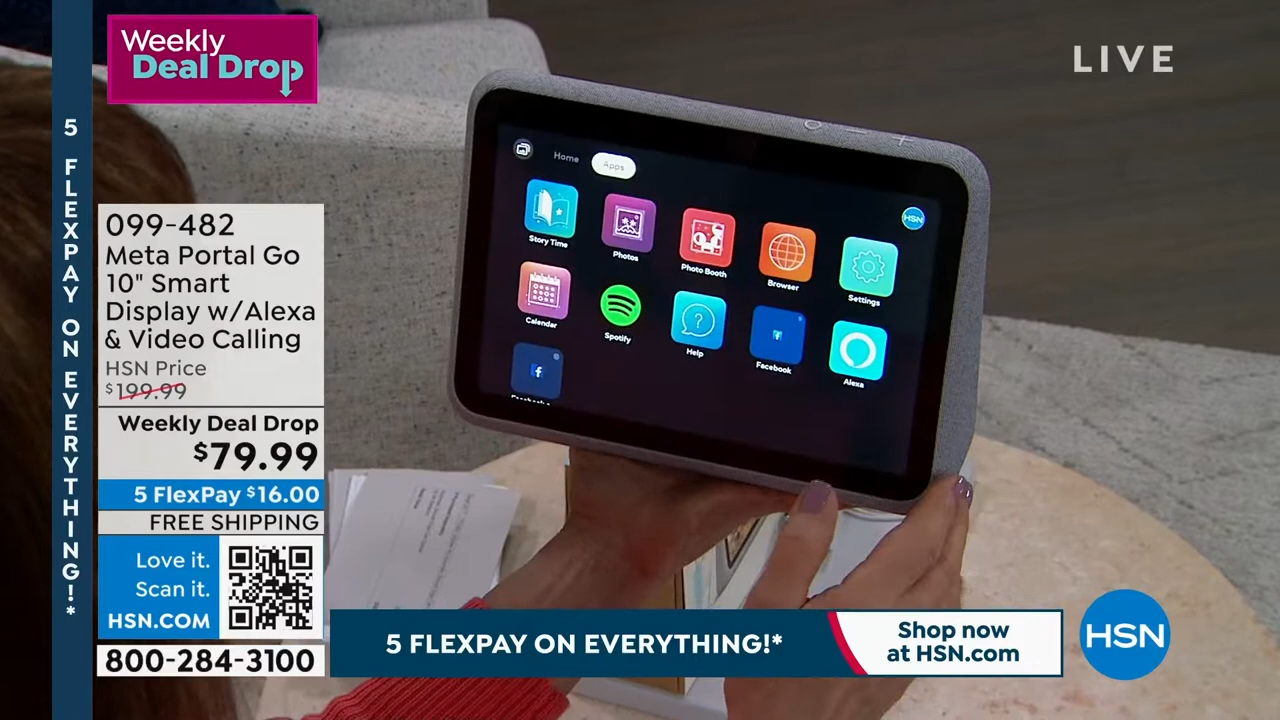 Weekly
Deal Drop
LIVE
5 FLEXPAY ON EVERYTHING!*
099-482
Meta Portal Go
10" Smart
Display w/Alexa
& Video Calling
HSN Price
$199.99
Weekly Deal Drop
$79.99
5 FlexPay $16.00
FREE SHIPPING
Love it.
Scan it.
HSN.COM
800-284-3100
Home
Apps
HSN
Story Time
Photos
Photo Booth
Browser
Settings
Calendar
Spotify
Help
Facebook
Alexa
5 FLEXPAY ON EVERYTHING!*
Shop now
at HSN.com
HSN